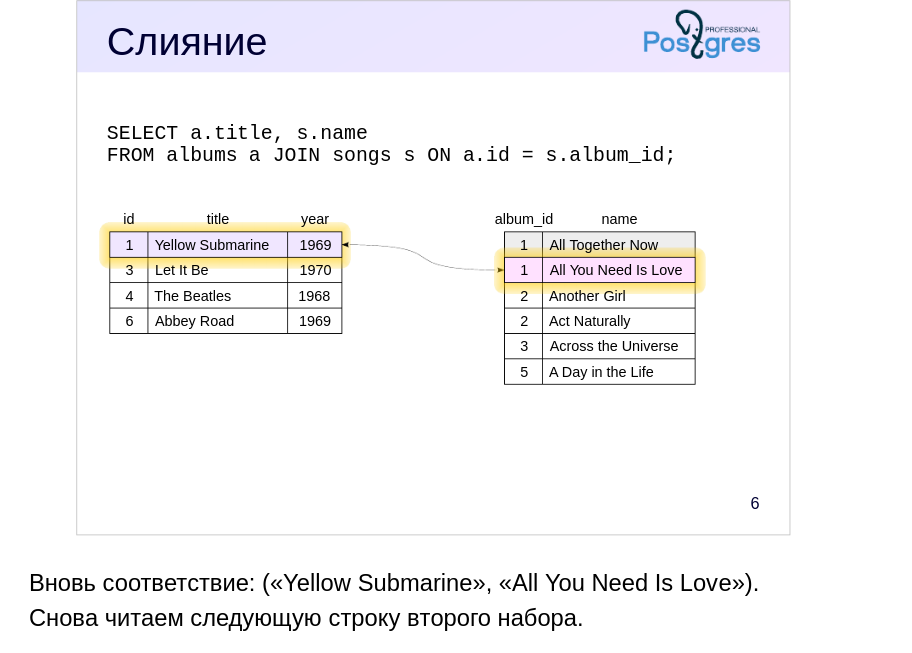 Слияние
PROFESSIONAL
Postgres
SELECT a.title, s.name
FROM albums a JOIN songs s ON a.id = s.album_id;
id title year
1 Yellow Submarine 1969
3 Let It Be 1970
4 The Beatles 1968
6 Abbey Road 1969
album_id name
1 All Together Now
1 All You Need Is Love
2 Another Girl
2 Act Naturally
3 Across the Universe
5 A Day in the Life
6
Вновь соответствие: («Yellow Submarine», «All You Need Is Love»).
Снова читаем следующую строку второго набора.